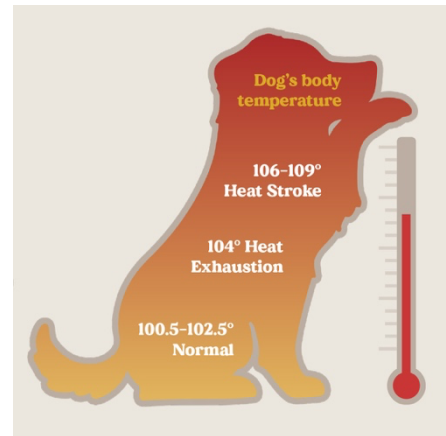 Dog's body
temperature
106–109°
Heat Stroke
104° Heat
Exhaustion
100.5–102.5°
Normal